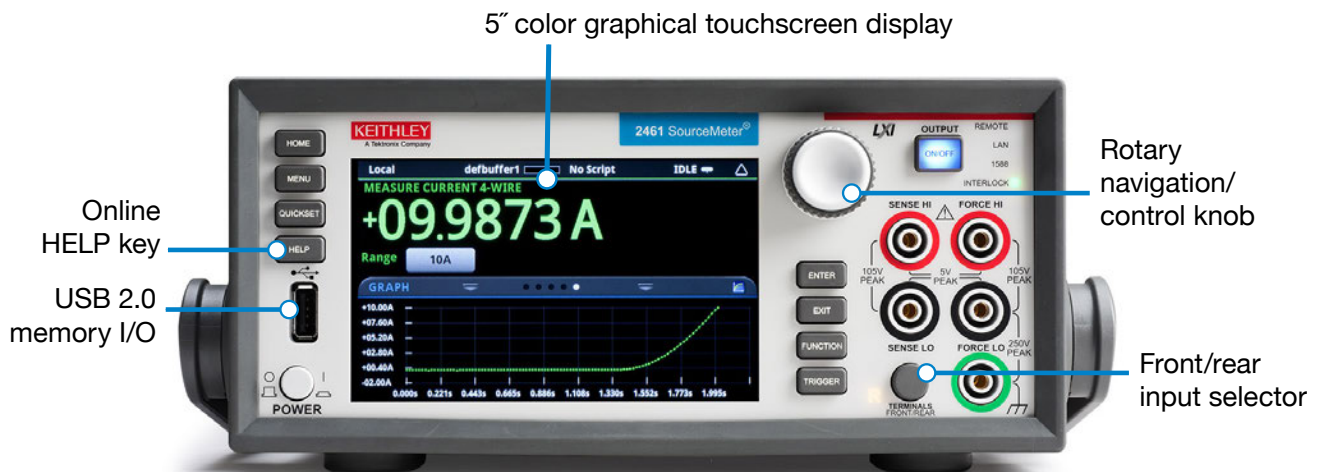 5″ color graphical touchscreen display
KEITHLEY
A Tektronix Company
2461 SourceMeter®
LXI
OUTPUT
ON/OFF
REMOTE
LAN
1588
INTERLOCK
HOME
MENU
QUICKSET
HELP
Online
HELP key
USB 2.0
memory I/O
POWER
Local defbuffer1 No Script IDLE
MEASURE CURRENT 4-WIRE
+09.9873 A
Range 10A
GRAPH
+10.00A
+07.60A
+05.20A
+02.80A
+00.40A
-02.00A
0.000s 0.221s 0.443s 0.665s 0.886s 1.108s 1.330s 1.552s 1.773s 1.995s
ENTER
EXIT
FUNCTION
TRIGGER
SENSE HI FORCE HI
105V
PEAK
5V
PEAK
105V
PEAK
SENSE LO FORCE LO
250V
PEAK
R
TERMINALS
FRONT/REAR
Rotary
navigation/
control knob
Front/rear
input selector